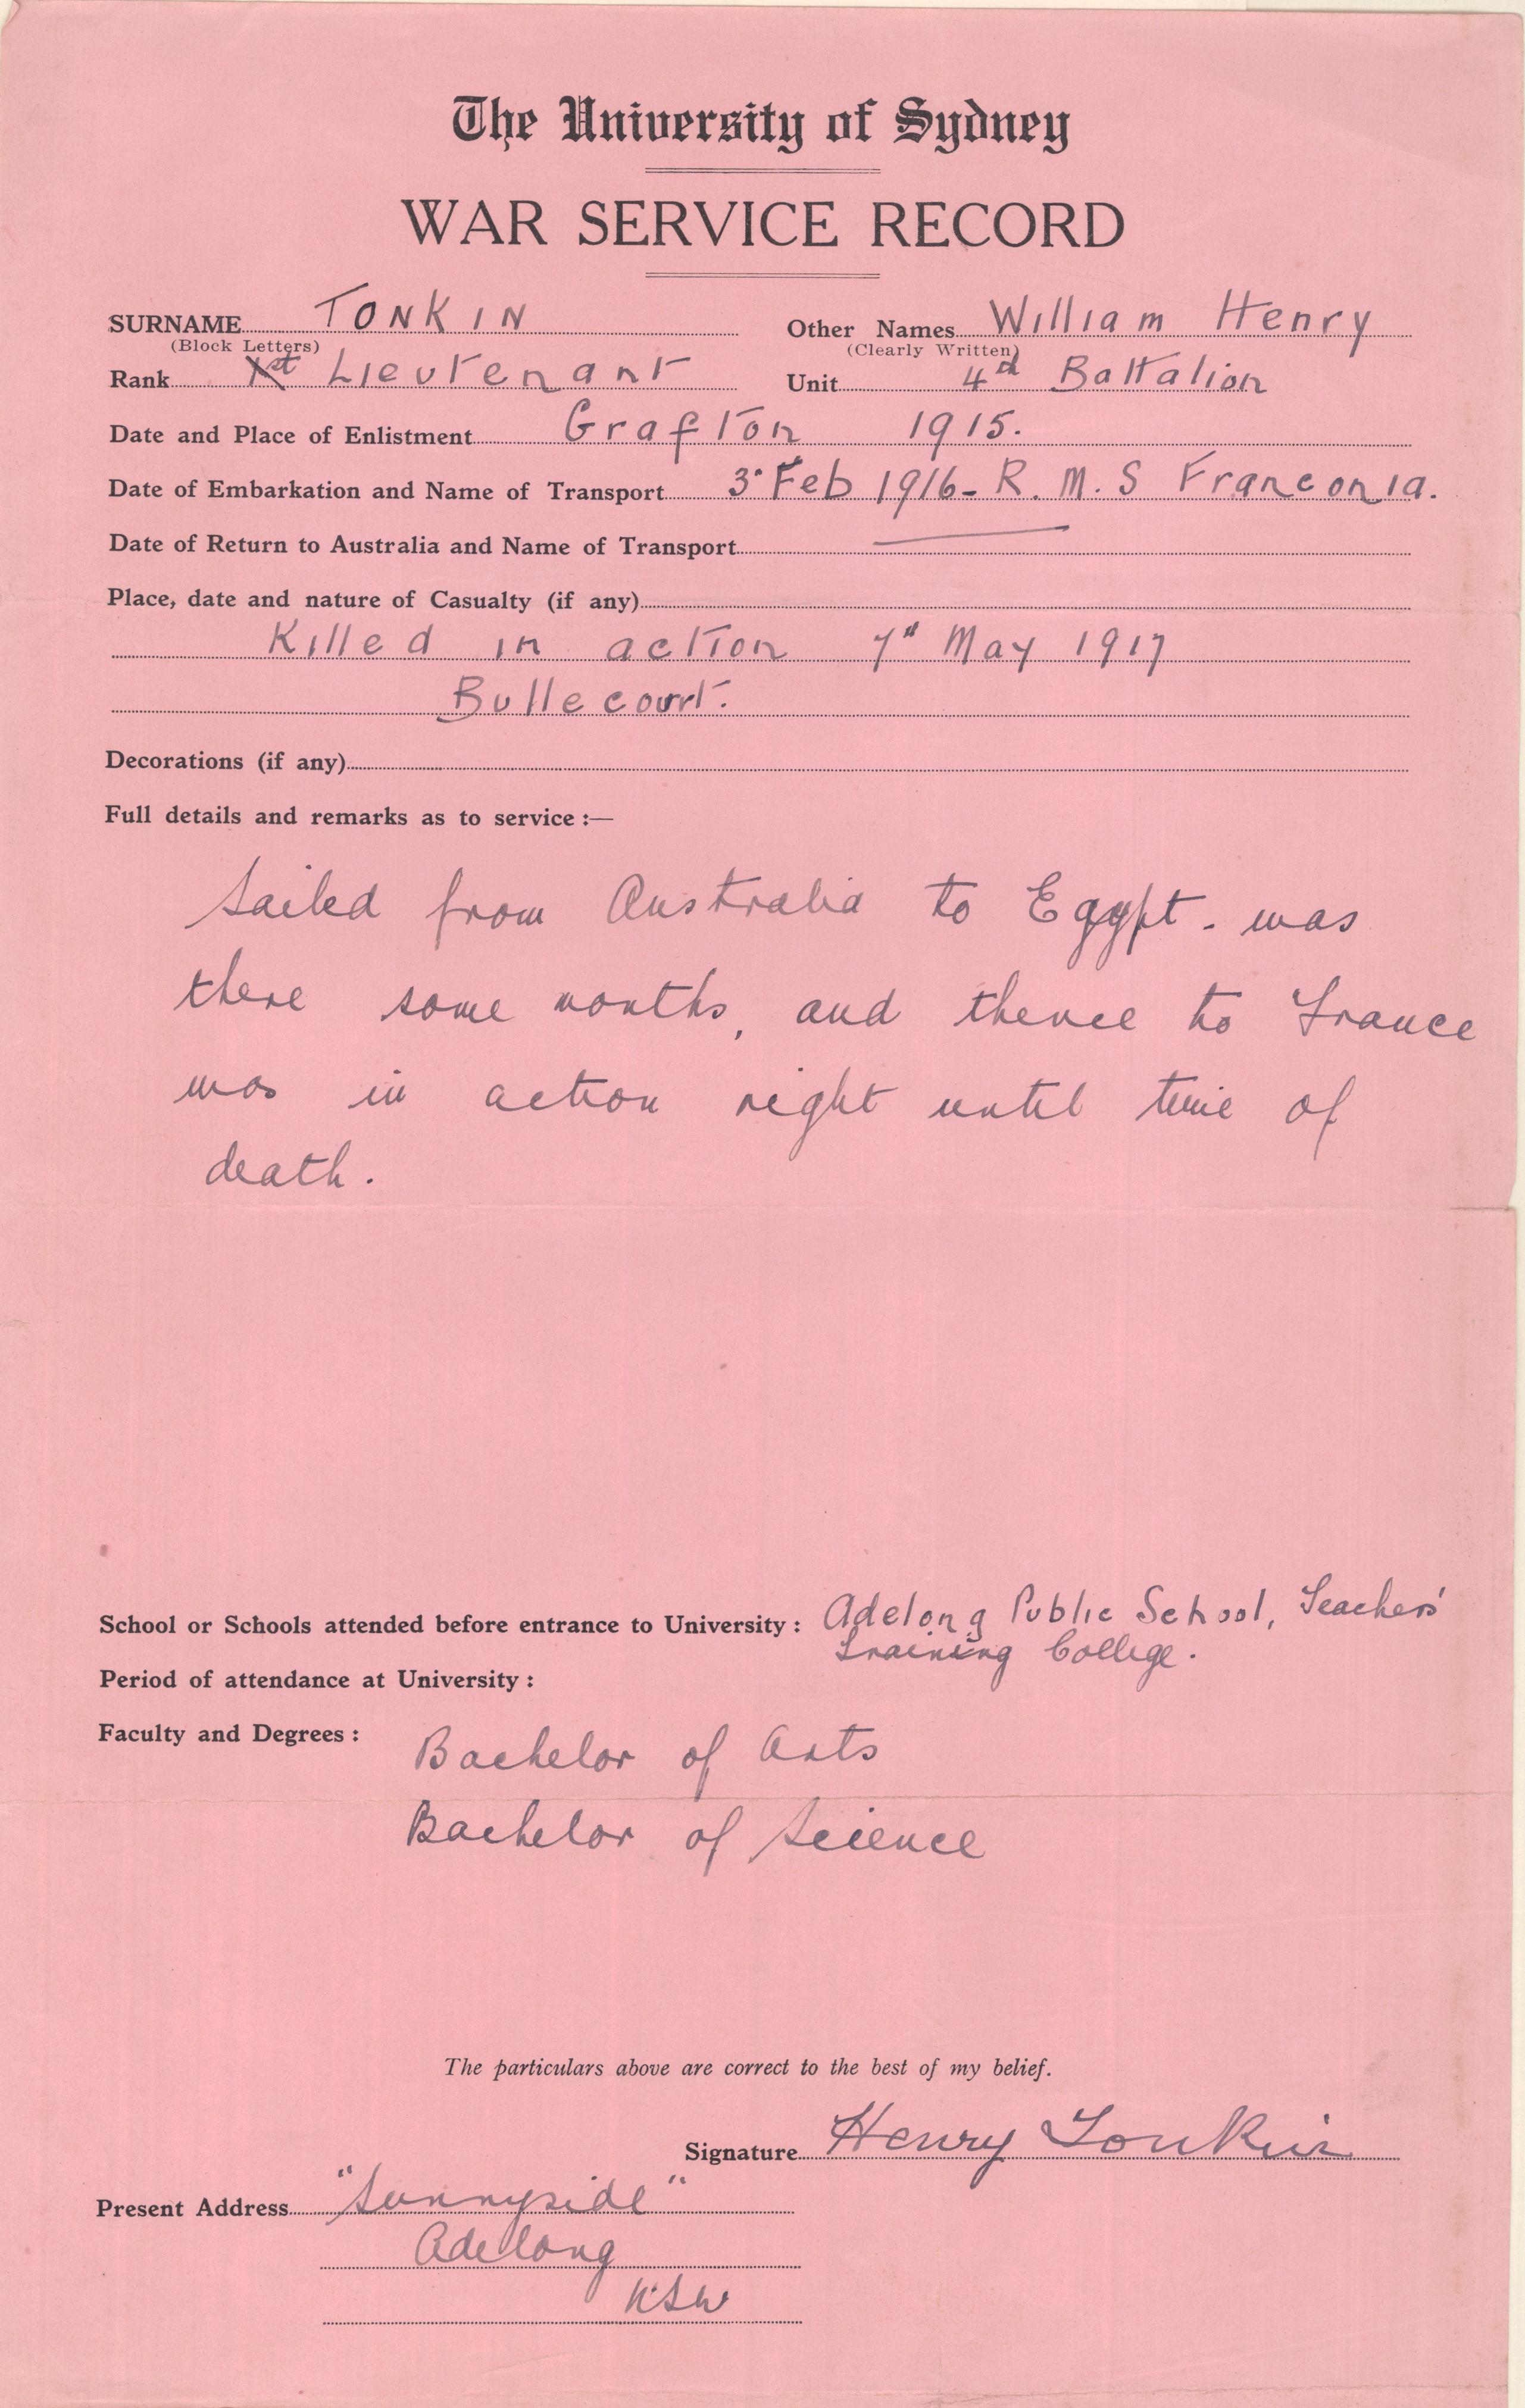 The University of Sydney
WAR SERVICE RECORD
SURNAME TONKIN Other Names William Henry
(Block Letters) (Clearly Written)
Rank 1st Lieutenant Unit 4th Battalion
Date and Place of Enlistment Grafton 1915.
Date of Embarkation and Name of Transport 3 Feb 1916 - R. M. S Franconia.
Date of Return to Australia and Name of Transport
Place, date and nature of Casualty (if any)
Killed in action 7th May 1917
Bullecourt.
Decorations (if any)
Full details and remarks as to service :—
Sailed from Australia to Egypt - was
there some months, and thence to France
was in action right until time of
death.
School or Schools attended before entrance to University : Adelong Public School, Teachers'
Training College.
Period of attendance at University :
Faculty and Degrees :
Bachelor of Arts
Bachelor of Science
The particulars above are correct to the best of my belief.
Signature Henry Tonkin
Present Address "Sunnyside"
Adelong
NSW